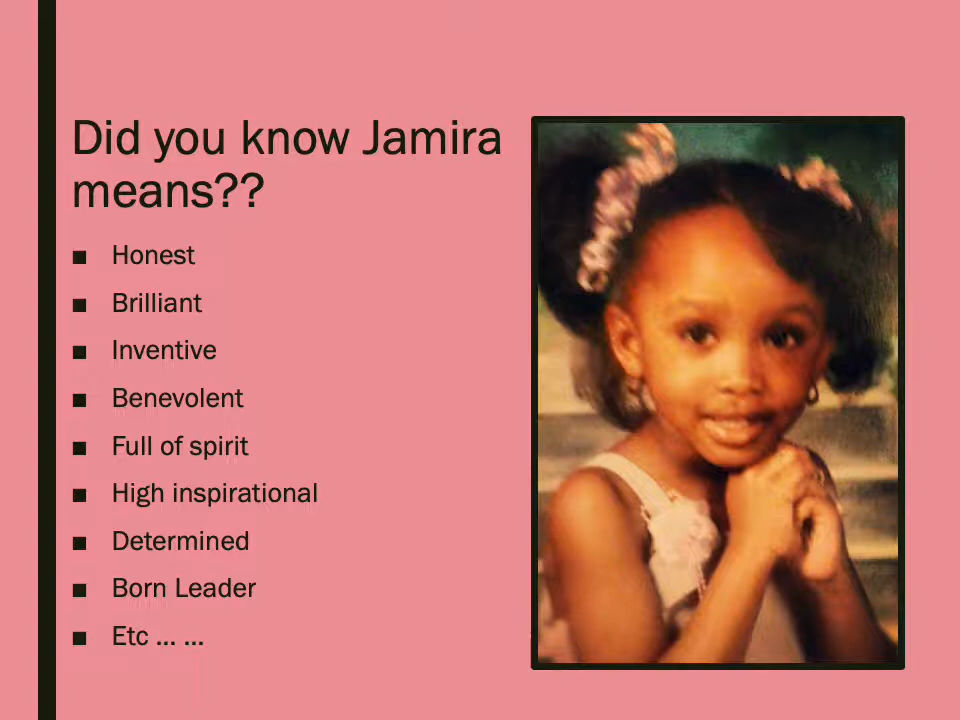 Did you know Jamira
means??
■ Honest
■ Brilliant
■ Inventive
■ Benevolent
■ Full of spirit
■ High inspirational
■ Determined
■ Born Leader
■ Etc ... ...